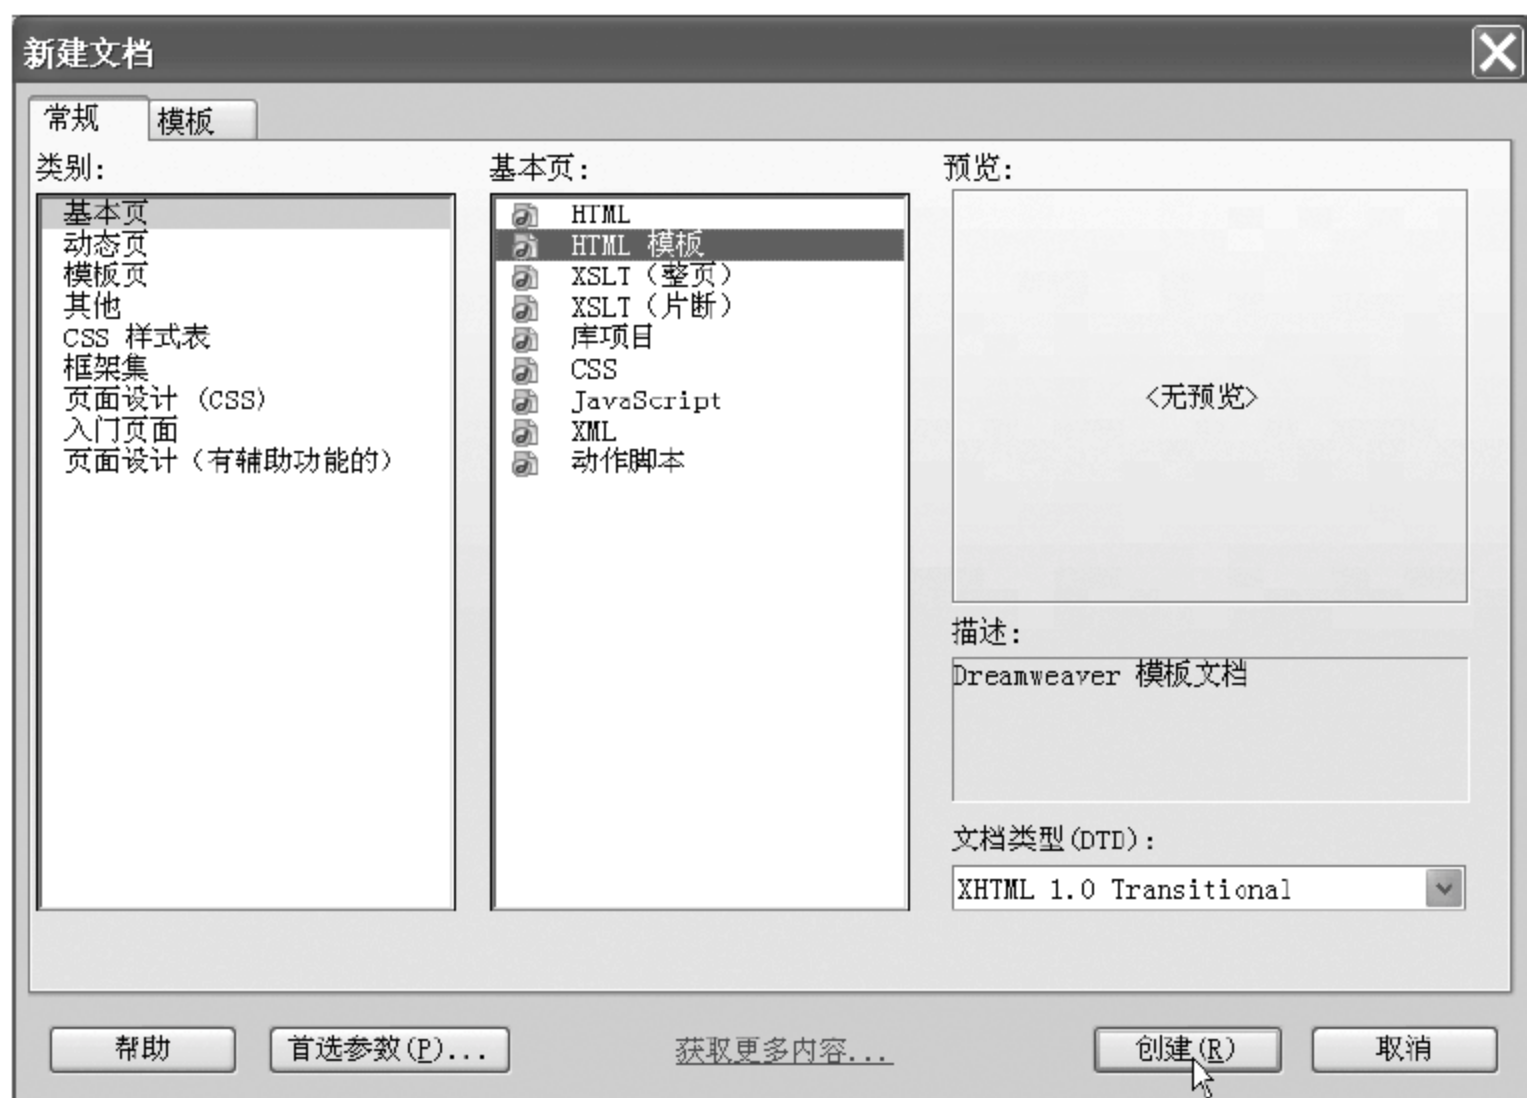 新建文档
常规
模板
类别:
基本页
动态页
模板页
其他
CSS 样式表
框架集
页面设计 (CSS)
入门页面
页面设计（有辅助功能的）
基本页:
HTML
HTML 模板
XSLT（整页）
XSLT（片断）
库项目
CSS
JavaScript
XML
动作脚本
预览:
<无预览>
描述:
Dreamweaver 模板文档
文档类型(DTD):
XHTML 1.0 Transitional
帮助
首选参数(P)...
获取更多内容...
创建(R)
取消